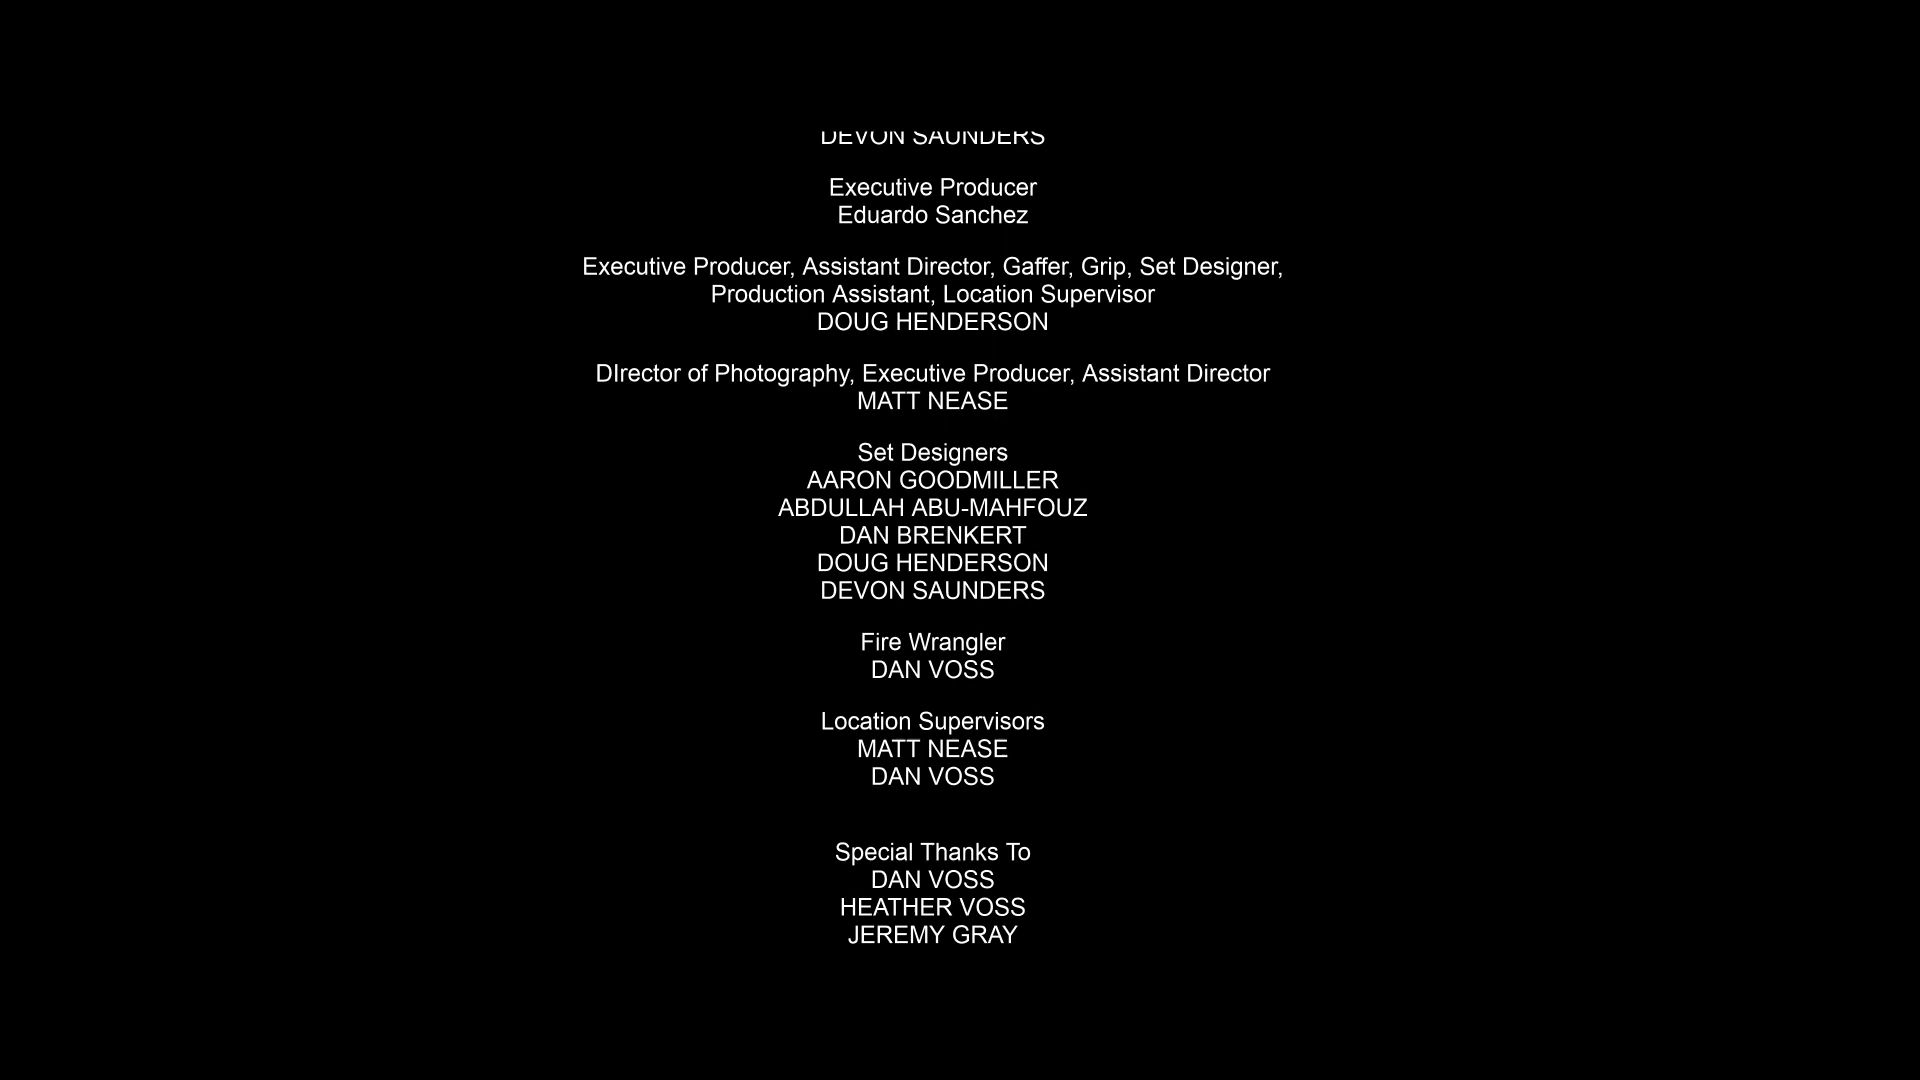 DEVON SAUNDERS
Executive Producer
Eduardo Sanchez
Executive Producer, Assistant Director, Gaffer, Grip, Set Designer,
Production Assistant, Location Supervisor
DOUG HENDERSON
DIrector of Photography, Executive Producer, Assistant Director
MATT NEASE
Set Designers
AARON GOODMILLER
ABDULLAH ABU-MAHFOUZ
DAN BRENKERT
DOUG HENDERSON
DEVON SAUNDERS
Fire Wrangler
DAN VOSS
Location Supervisors
MATT NEASE
DAN VOSS
Special Thanks To
DAN VOSS
HEATHER VOSS
JEREMY GRAY